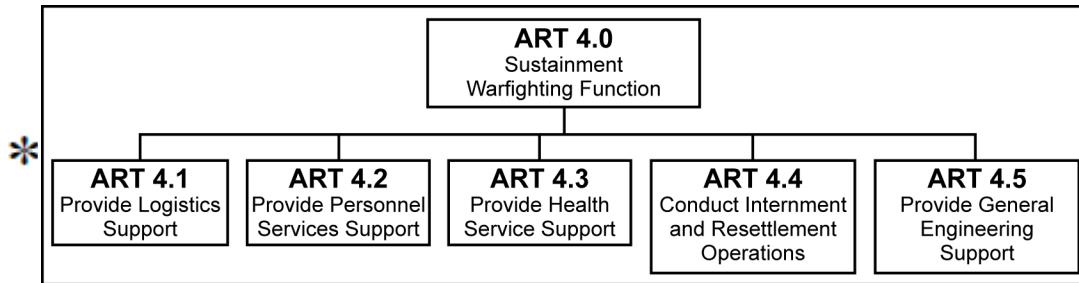 ART 4.0
Sustainment
Warfighting Function
*
ART 4.1
Provide Logistics
Support
ART 4.2
Provide Personnel
Services Support
ART 4.3
Provide Health
Service Support
ART 4.4
Conduct Internment
and Resettlement
Operations
ART 4.5
Provide General
Engineering
Support